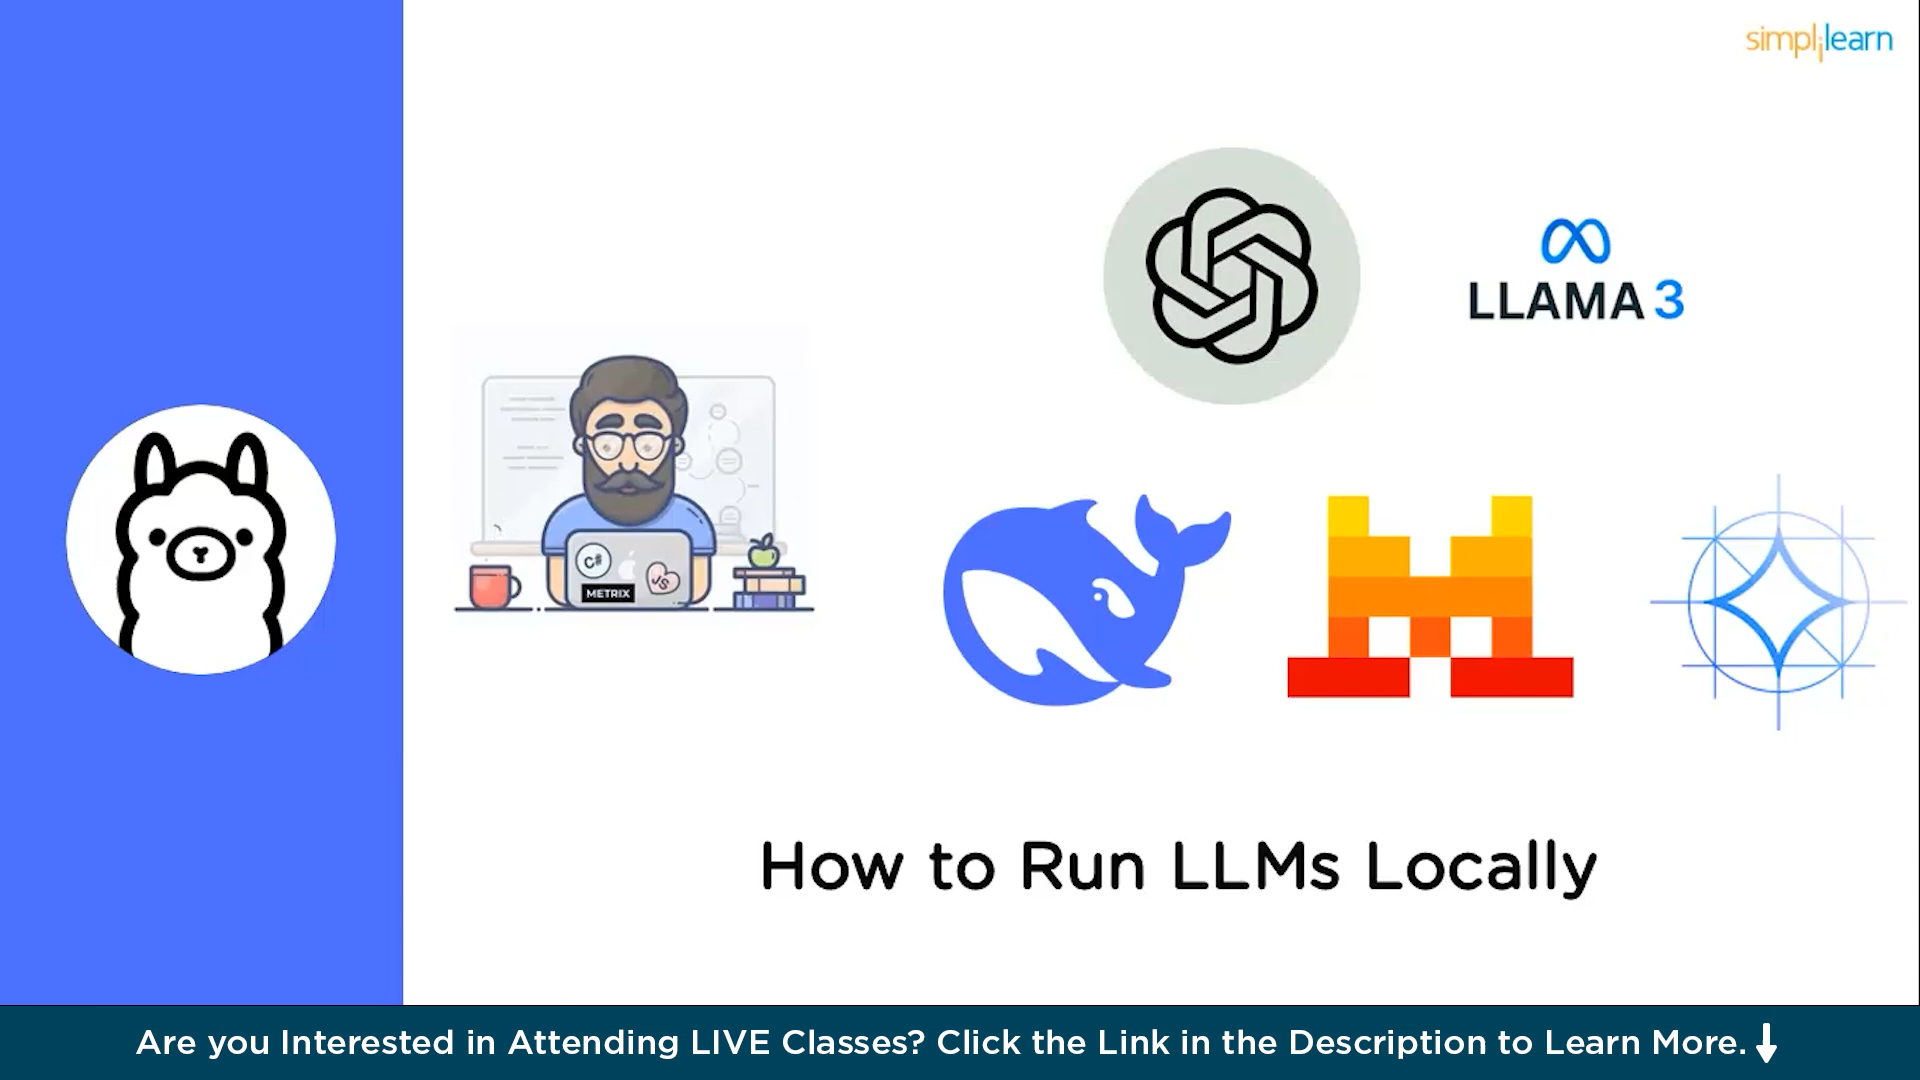 simplilearn
LLAMA 3
C#
JS
METRIX
How to Run LLMs Locally
Are you Interested in Attending LIVE Classes? Click the Link in the Description to Learn More.